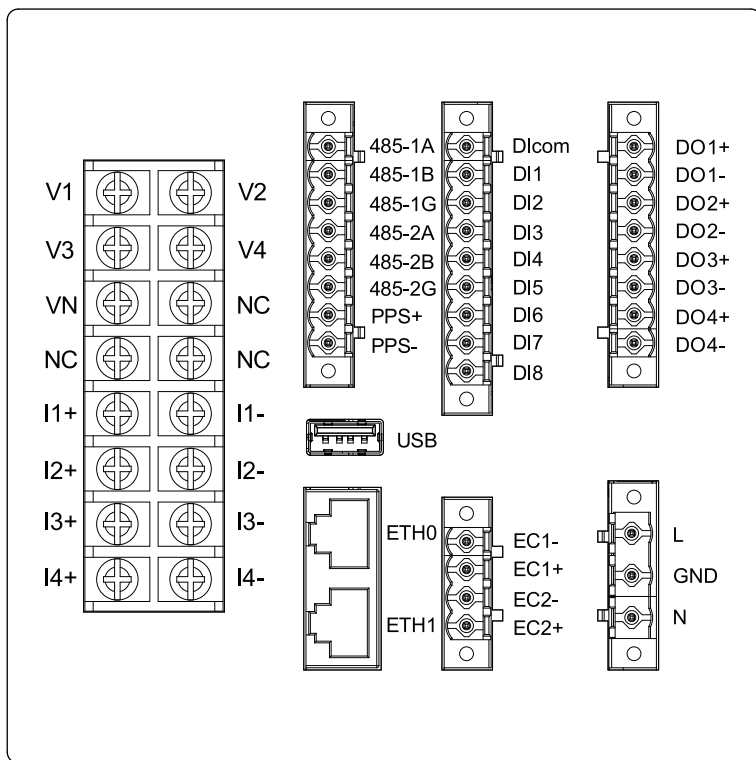 V1 V2
V3 V4
VN NC
NC NC
I1+ I1-
I2+ I2-
I3+ I3-
I4+ I4-
485-1A
485-1B
485-1G
485-2A
485-2B
485-2G
PPS+
PPS-
DIcom
DI1
DI2
DI3
DI4
DI5
DI6
DI7
DI8
DO1+
DO1-
DO2+
DO2-
DO3+
DO3-
DO4+
DO4-
USB
ETH0
ETH1
EC1-
EC1+
EC2-
EC2+
L
GND
N